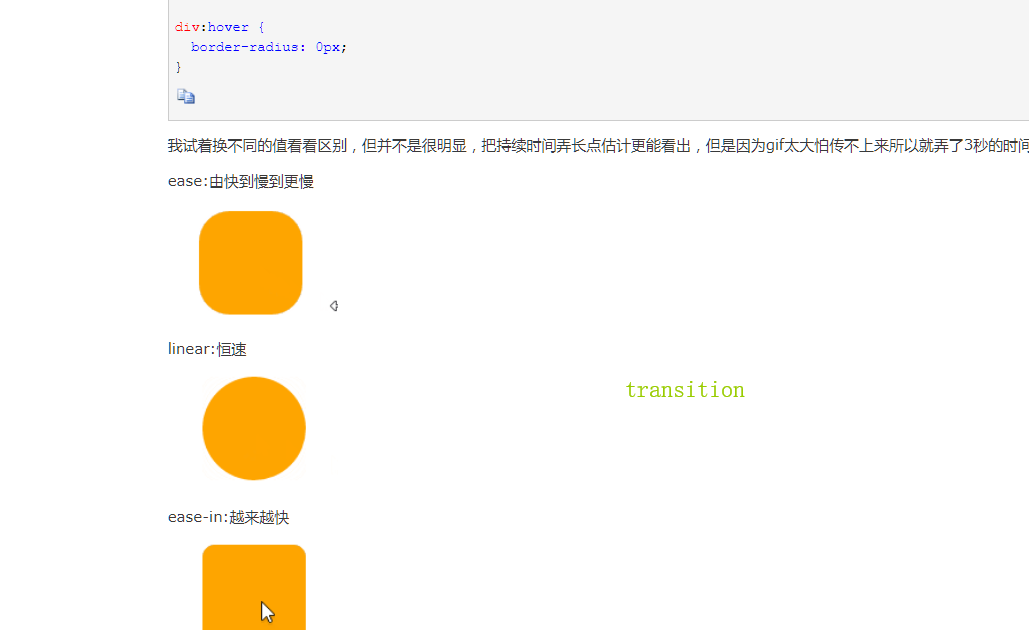 div:hover {
  border-radius: 0px;
}
我试着换不同的值看看区别，但并不是很明显，把持续时间弄长点估计更能看出，但是因为gif太大怕传不上来所以就弄了3秒的时间
ease:由快到慢到更慢
linear:恒速
transition
ease-in:越来越快